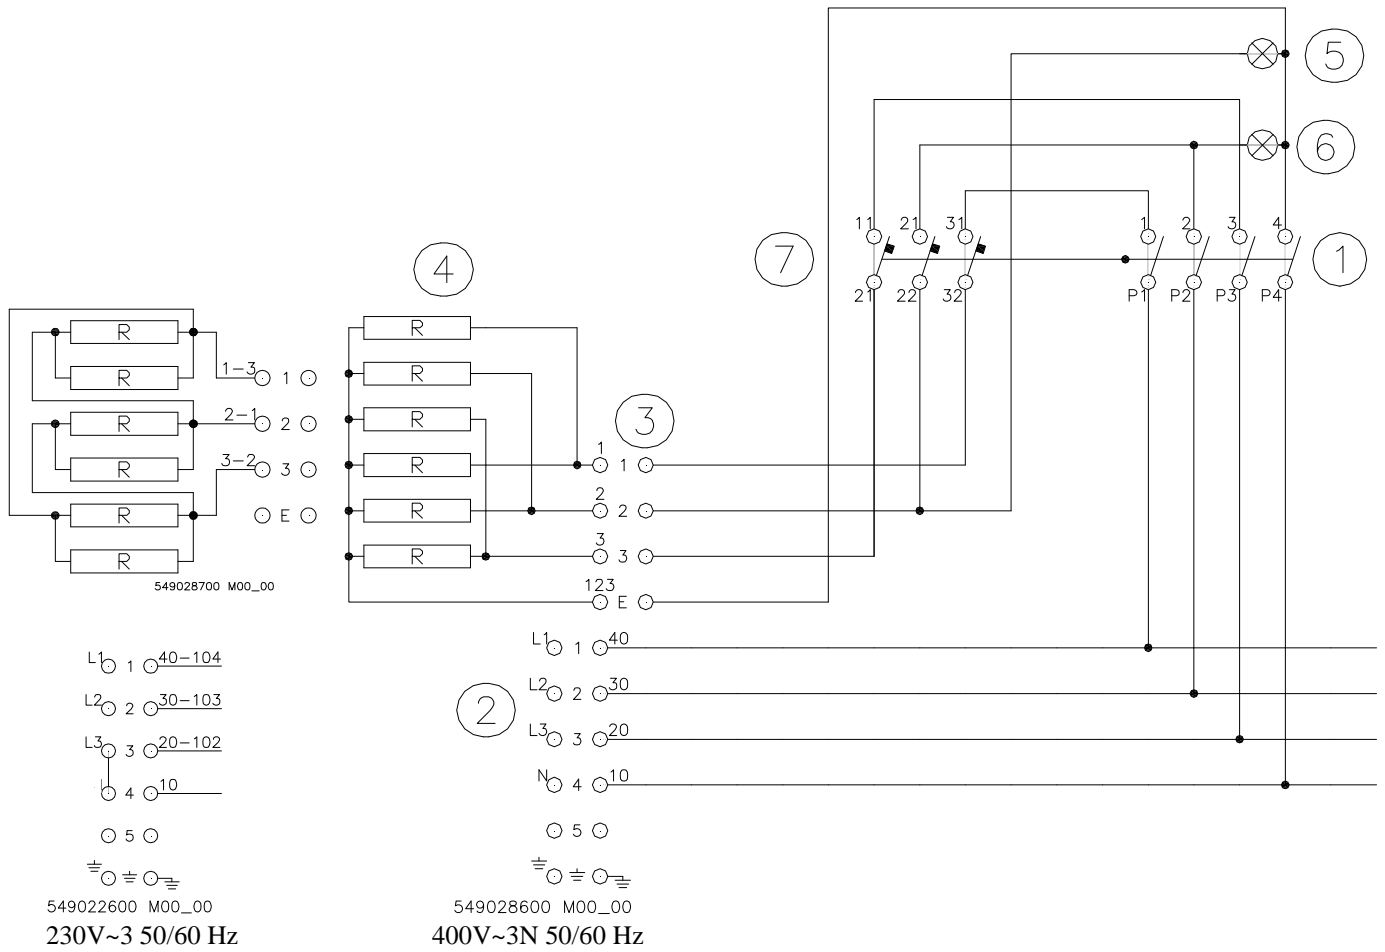 5
6
11 21 31 1 2 3 4
7
1
21 22 32 P1 P2 P3 P4
4
R
R
R
R
R
R
1-3 1
2-1 2
3-2 3
E
549028700 M00_00
R
R
R
R
R
R
3
1 1
2 2
3 3
123 E
L1 1 40-104
L2 2 30-103
L3 3 20-102
4 10
5
549022600 M00_00
230V~3 50/60 Hz
2
L1 1 40
L2 2 30
L3 3 20
N 4 10
5
549028600 M00_00
400V~3N 50/60 Hz